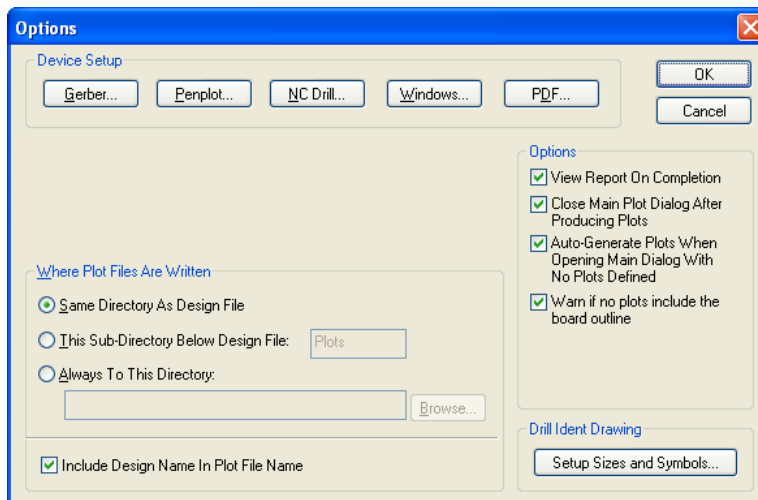 Options
Device Setup
Gerber...
Penplot...
NC Drill...
Windows...
PDF...
OK
Cancel
Options
View Report On Completion
Close Main Plot Dialog After
Producing Plots
Auto-Generate Plots When
Opening Main Dialog With
No Plots Defined
Warn if no plots include the
board outline
Where Plot Files Are Written
Same Directory As Design File
This Sub-Directory Below Design File:
Plots
Always To This Directory:
Browse...
Include Design Name In Plot File Name
Drill Ident Drawing
Setup Sizes and Symbols...